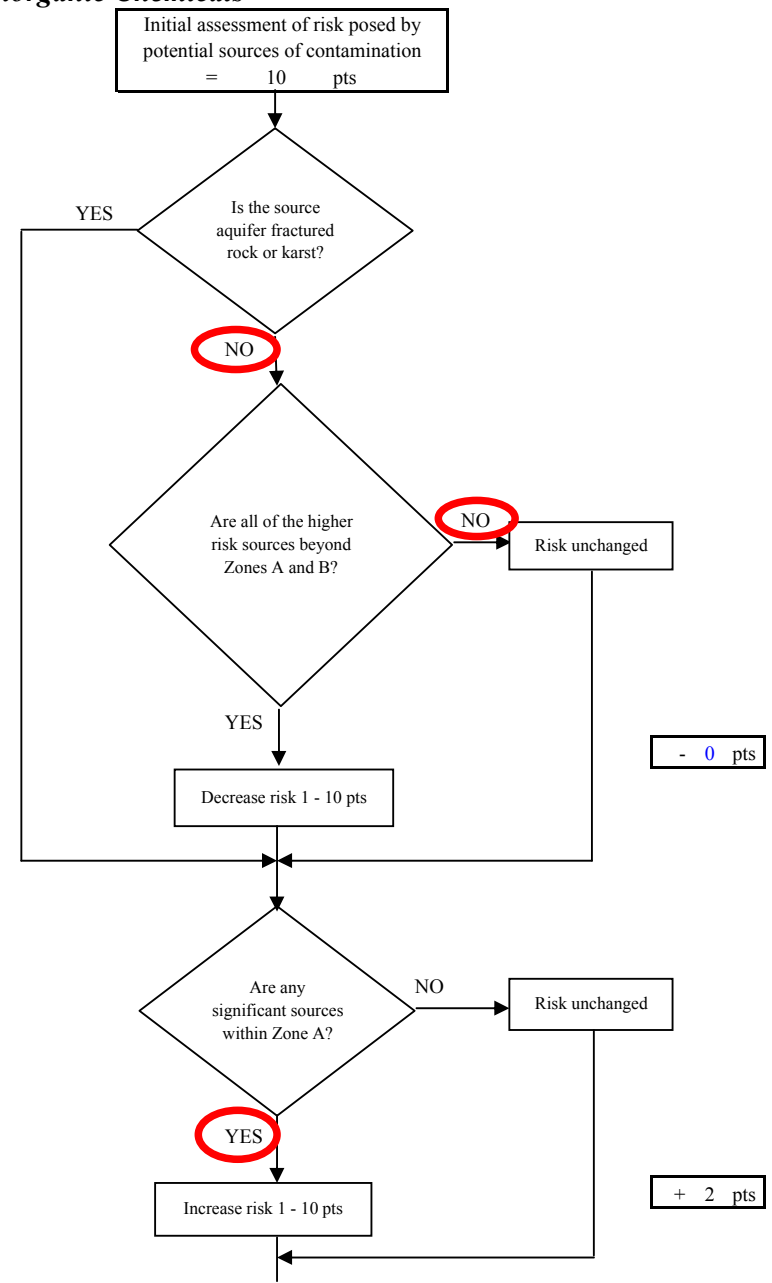 Initial assessment of risk posed by
potential sources of contamination
= 10 pts
Is the source
aquifer fractured
rock or karst?
YES
NO
Are all of the higher
risk sources beyond
Zones A and B?
NO
Risk unchanged
YES
- 0 pts
Decrease risk 1 - 10 pts
Are any
significant sources
within Zone A?
NO
Risk unchanged
YES
+ 2 pts
Increase risk 1 - 10 pts